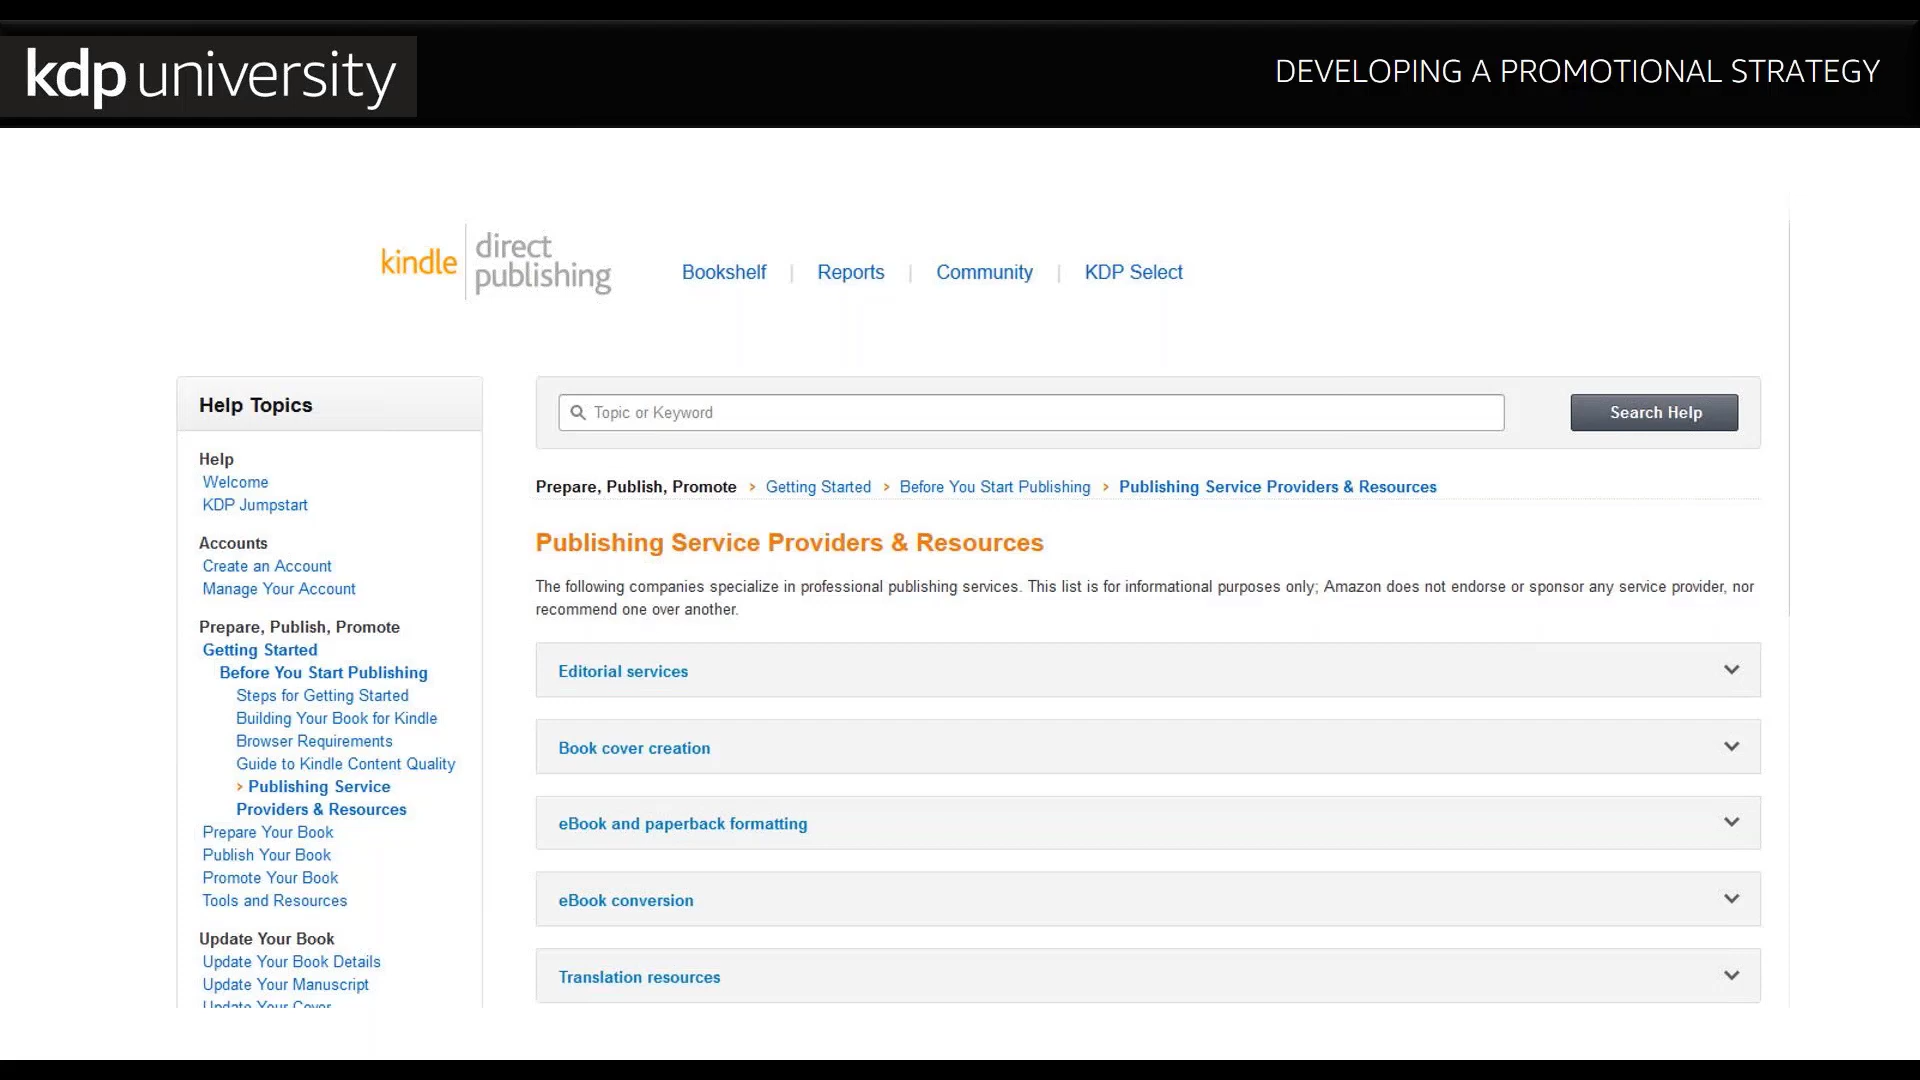 kdp university
DEVELOPING A PROMOTIONAL STRATEGY
kindle direct publishing
Bookshelf | Reports | Community | KDP Select
Help Topics
Help
Welcome
KDP Jumpstart
Accounts
Create an Account
Manage Your Account
Prepare, Publish, Promote
Getting Started
Before You Start Publishing
Steps for Getting Started
Building Your Book for Kindle
Browser Requirements
Guide to Kindle Content Quality
> Publishing Service
Providers & Resources
Prepare Your Book
Publish Your Book
Promote Your Book
Tools and Resources
Update Your Book
Update Your Book Details
Update Your Manuscript
Update Your Cover
Topic or Keyword
Search Help
Prepare, Publish, Promote > Getting Started > Before You Start Publishing > Publishing Service Providers & Resources
Publishing Service Providers & Resources
The following companies specialize in professional publishing services. This list is for informational purposes only; Amazon does not endorse or sponsor any service provider, nor
recommend one over another.
Editorial services
Book cover creation
eBook and paperback formatting
eBook conversion
Translation resources